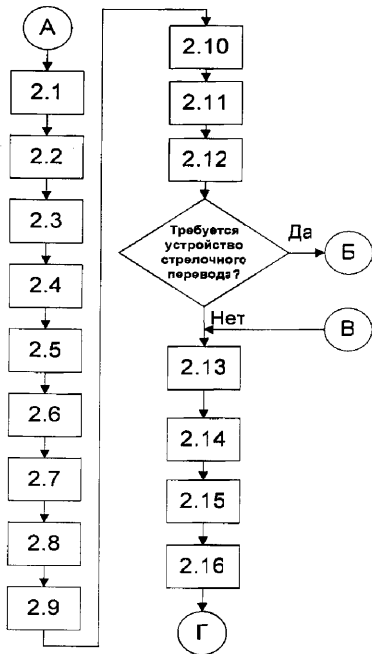 А
2.1
2.2
2.3
2.4
2.5
2.6
2.7
2.8
2.9
2.10
2.11
2.12
Требуется
устройство
стрелочного
перевода?
Да
Б
Нет
В
2.13
2.14
2.15
2.16
Г